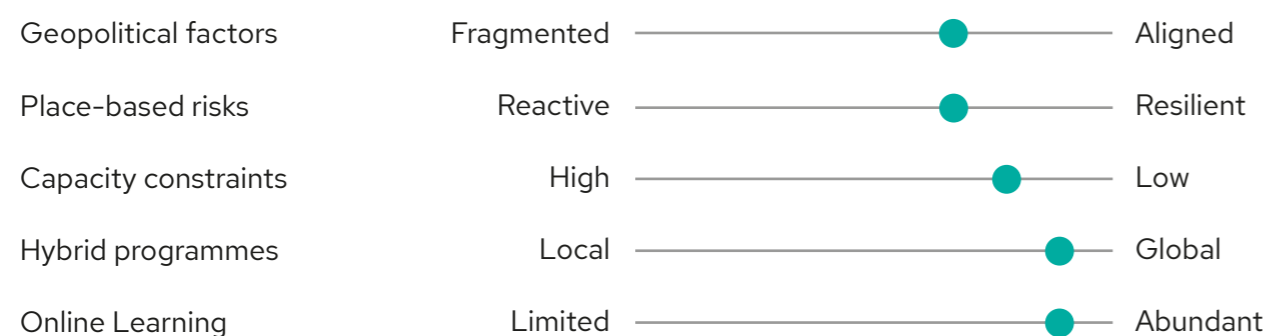 Geopolitical factors Fragmented Aligned
Place-based risks Reactive Resilient
Capacity constraints High Low
Hybrid programmes Local Global
Online Learning Limited Abundant